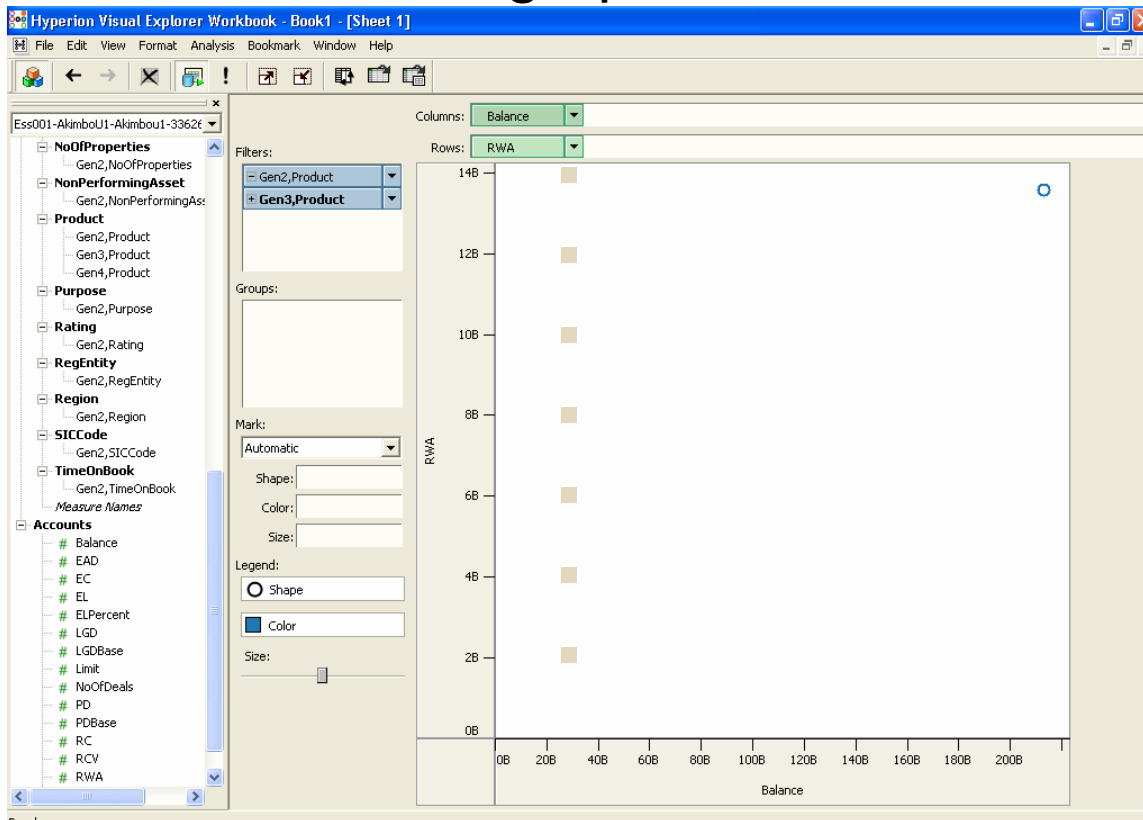 Hyperion Visual Explorer Workbook - Book1 - [Sheet 1]
File Edit View Format Analysis Bookmark Window Help
Ess001-AkimboU1-Akimbou1-33626
NoOfProperties
Gen2,NoOfProperties
NonPerformingAsset
Gen2,NonPerformingAss
Product
Gen2,Product
Gen3,Product
Gen4,Product
Purpose
Gen2,Purpose
Rating
Gen2,Rating
RegEntity
Gen2,RegEntity
Region
Gen2,Region
SICCode
Gen2,SICCode
TimeOnBook
Gen2,TimeOnBook
Measure Names
Accounts
# Balance
# EAD
# EC
# EL
# ELPercent
# LGD
# LGDBase
# Limit
# NoOfDeals
# PD
# PDBase
# RC
# RCV
# RWA
Filters:
Gen2,Product
Gen3,Product
Groups:
Mark:
Automatic
Shape:
Color:
Size:
Legend:
Shape
Color
Size:
Columns: Balance
Rows: RWA
14B
12B
10B
8B
6B
4B
2B
0B
RWA
0B 20B 40B 60B 80B 100B 120B 140B 160B 180B 200B
Balance